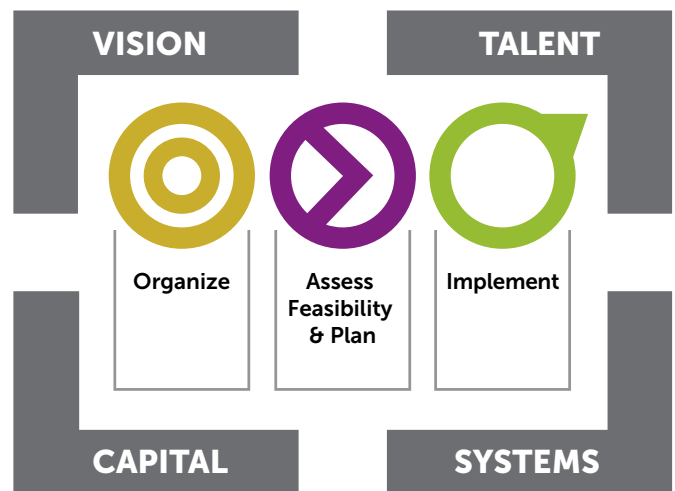 VISION
TALENT
Organize
Assess
Feasibility
& Plan
Implement
CAPITAL
SYSTEMS